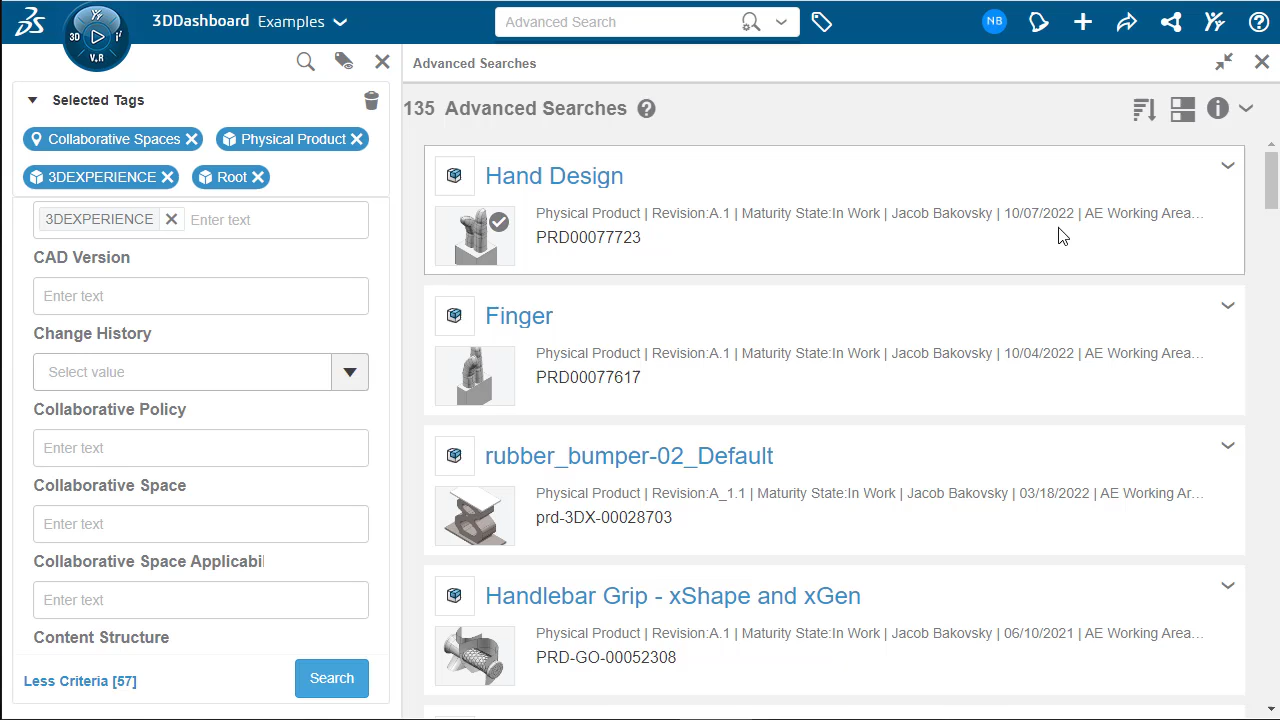 3DDashboard Examples
Advanced Search
NB
3D
V.R
Selected Tags
Collaborative Spaces
Physical Product
3DEXPERIENCE
Root
3DEXPERIENCE Enter text
CAD Version
Enter text
Change History
Select value
Collaborative Policy
Enter text
Collaborative Space
Enter text
Collaborative Space Applicabil
Enter text
Content Structure
Less Criteria [57]
Search
Advanced Searches
135 Advanced Searches
Hand Design
Physical Product | Revision:A.1 | Maturity State:In Work | Jacob Bakovsky | 10/07/2022 | AE Working Area...
PRD00077723
Finger
Physical Product | Revision:A.1 | Maturity State:In Work | Jacob Bakovsky | 10/04/2022 | AE Working Area...
PRD00077617
rubber_bumper-02_Default
Physical Product | Revision:A_1.1 | Maturity State:In Work | Jacob Bakovsky | 03/18/2022 | AE Working Ar...
prd-3DX-00028703
Handlebar Grip - xShape and xGen
Physical Product | Revision:A.1 | Maturity State:In Work | Jacob Bakovsky | 06/10/2021 | AE Working Area...
PRD-GO-00052308